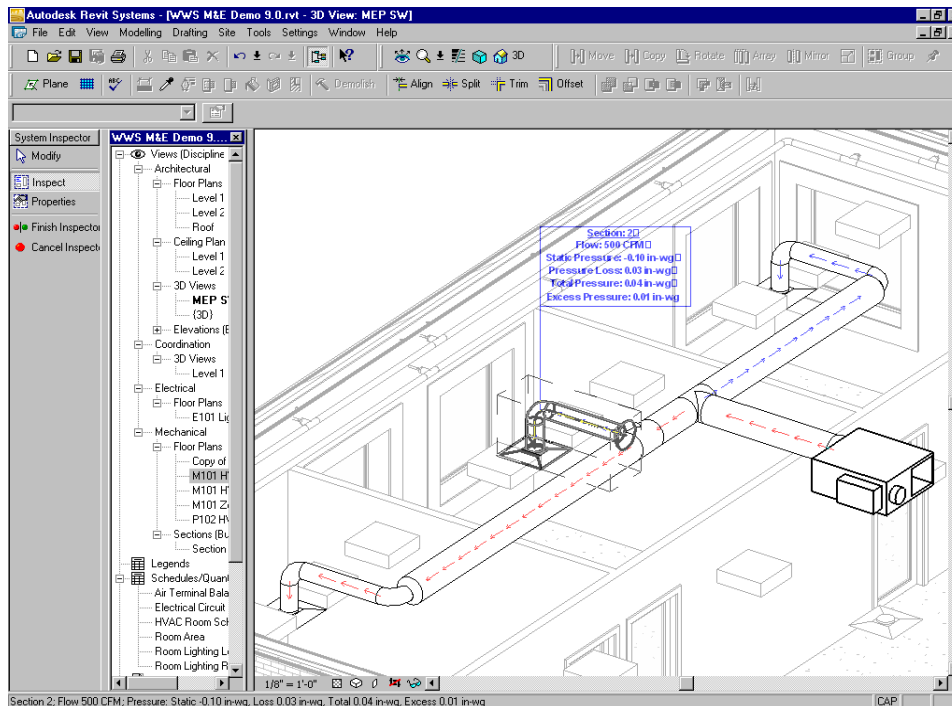 Autodesk Revit Systems - [WWS M&E Demo 9.0.rvt - 3D View: MEP SW]
File Edit View Modelling Drafting Site Tools Settings Window Help
3D Move Copy Rotate Array Mirror Group
Plane Demolish Align Split Trim Offset
System Inspector
Modify
Inspect
Properties
Finish Inspecto
Cancel Inspect
WWS M&E Demo 9....
Views (Discipline
Architectural
Floor Plans
Level 1
Level 2
Roof
Ceiling Plan
Level 1
Level 2
3D Views
MEP S
{3D}
Elevations (E
Coordination
3D Views
Level 1
Electrical
Floor Plans
E101 Li
Mechanical
Floor Plans
Copy of
M101 H
M101 H
M101 Z
P102 HV
Sections (Bu
Section
Legends
Schedules/Quan
Air Terminal Bala
Electrical Circuit
HVAC Room Sch
Room Area
Room Lighting L
Room Lighting R
Section: 2
Flow: 500 CFM
Static Pressure: -0.10 in-wg
Pressure Loss: 0.03 in-wg
Total Pressure: 0.04 in-wg
Excess Pressure: 0.01 in-wg
1/8" = 1'-0"
Section 2; Flow 500 CFM; Pressure: Static -0.10 in-wg, Loss 0.03 in-wg, Total 0.04 in-wg, Excess 0.01 in-wg
CAP